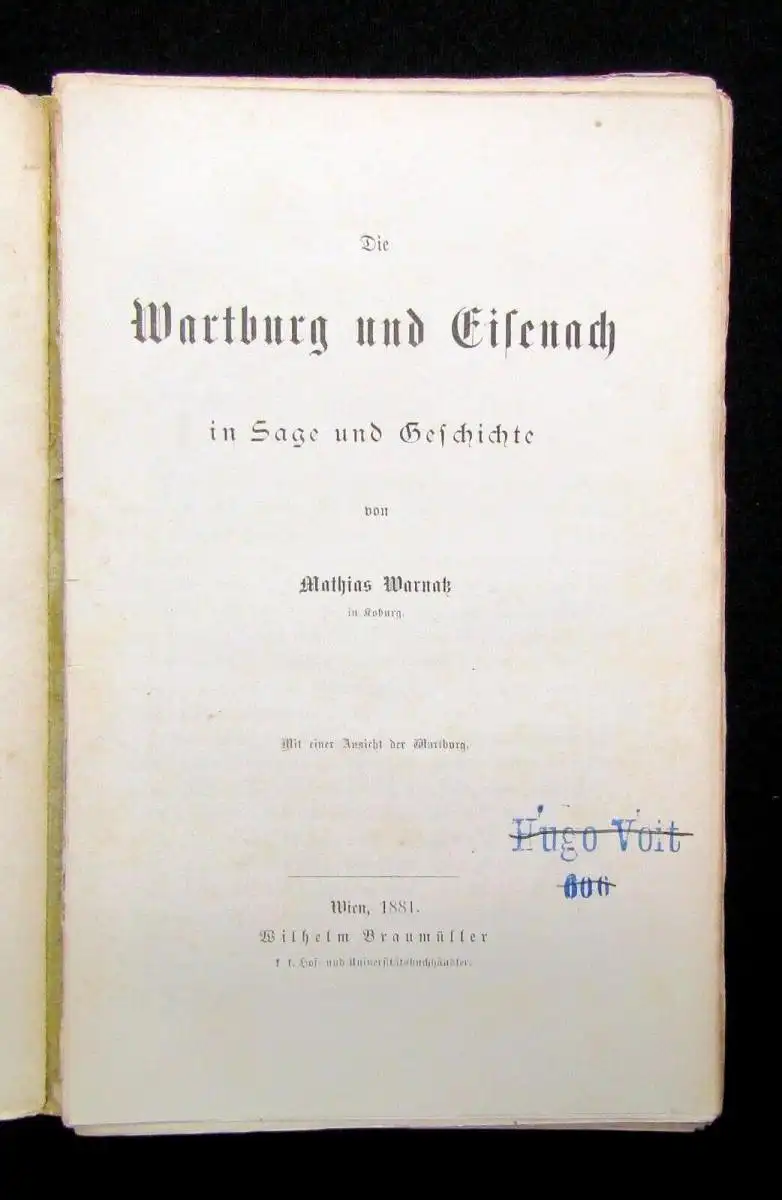 Die
Wartburg und Eiſenach
in Sage und Geſchichte
von
Mathias Warnatz
in Koburg.
Mit einer Ansicht der Wartburg.
Hugo Voit
606
Wien, 1881.
Wilhelm Braumüller
k. k. Hof- und Universitätsbuchhändler.